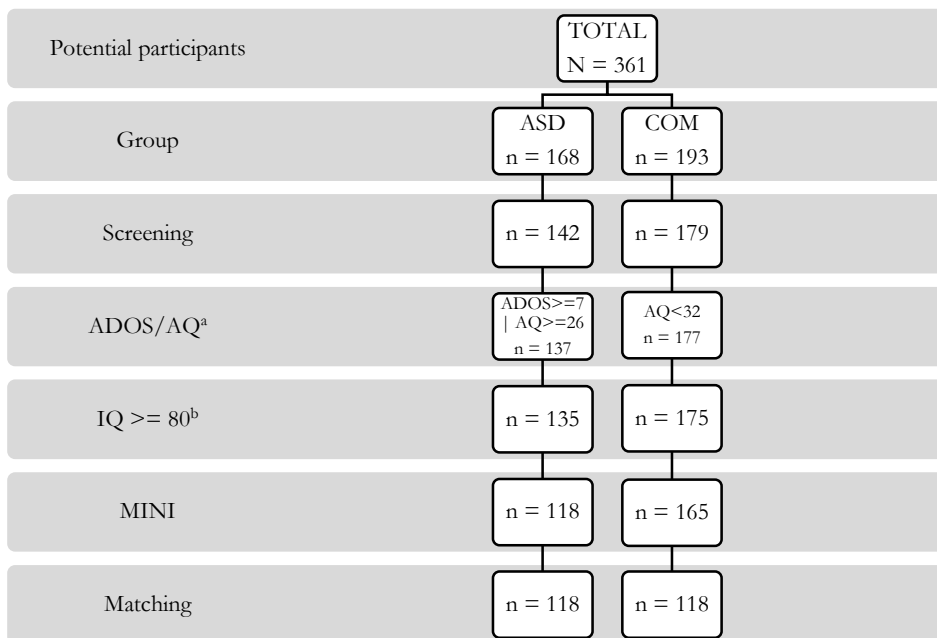 Potential participants
TOTAL
N = 361
Group
ASD
n = 168
COM
n = 193
Screening
n = 142
n = 179
ADOS/AQᵃ
ADOS>=7
| AQ>=26
n = 137
AQ<32
n = 177
IQ >= 80ᵇ
n = 135
n = 175
MINI
n = 118
n = 165
Matching
n = 118
n = 118